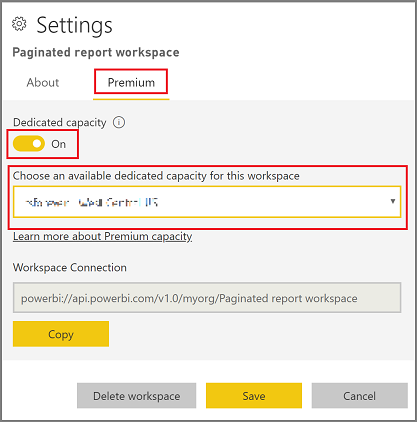 Settings
Paginated report workspace
About Premium
Dedicated capacity
On
Choose an available dedicated capacity for this workspace
Learn more about Premium capacity
Workspace Connection
powerbi://api.powerbi.com/v1.0/myorg/Paginated report workspace
Copy
Delete workspace Save Cancel